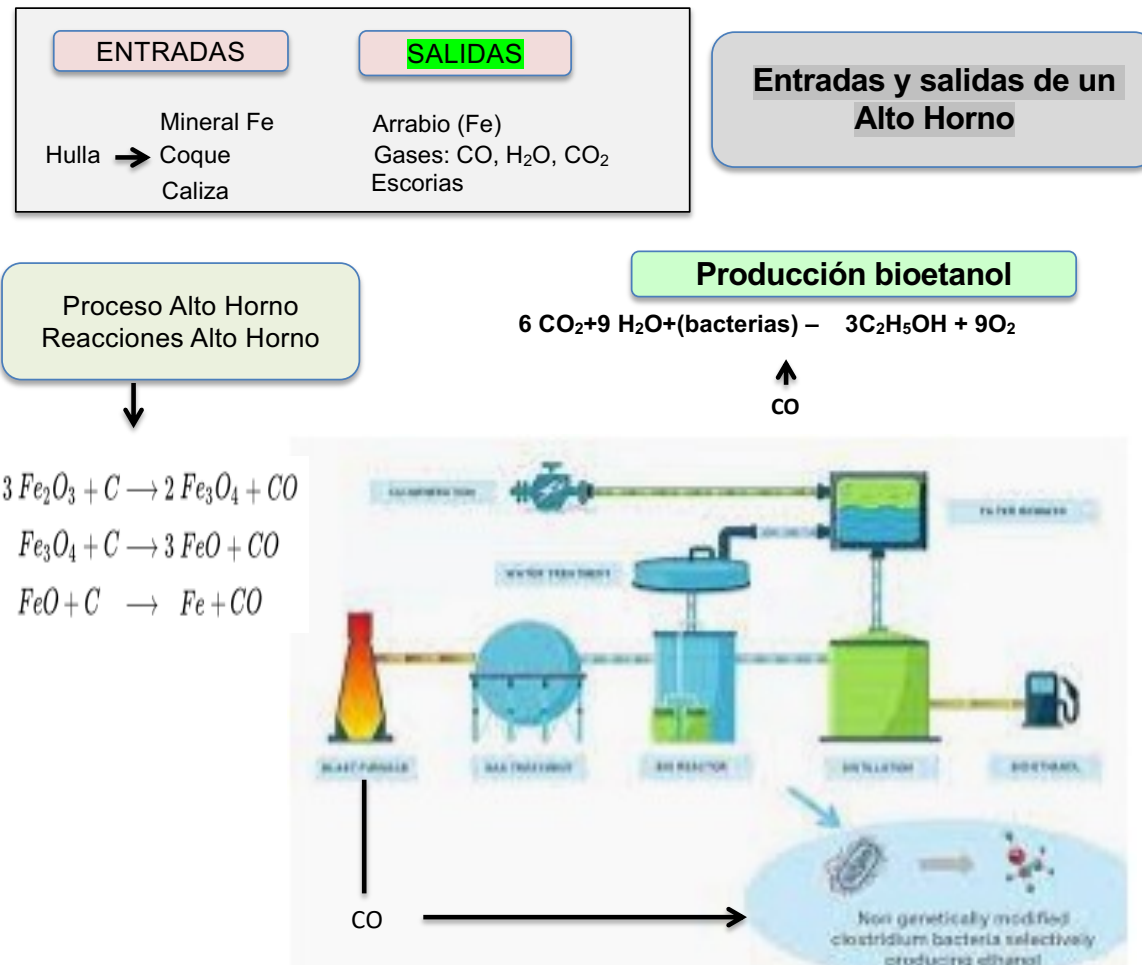 ENTRADAS
SALIDAS
Mineral Fe
Hulla → Coque
Caliza
Arrabio (Fe)
Gases: CO, H₂O, CO₂
Escorias
Entradas y salidas de un
Alto Horno
Proceso Alto Horno
Reacciones Alto Horno
Producción bioetanol
6 CO₂+9 H₂O+(bacterias) – 3C₂H₅OH + 9O₂
CO
3 Fe₂O₃ + C → 2 Fe₃O₄ + CO
Fe₃O₄ + C → 3 FeO + CO
FeO + C → Fe + CO
WATER TREATMENT
BLAST FURNACE
GAS TREATMENT
BIO REACTOR
DISTILLATION
BIO ETHANOL
CO
Non genetically modified
clostridium bacteria selectively
producing ethanol